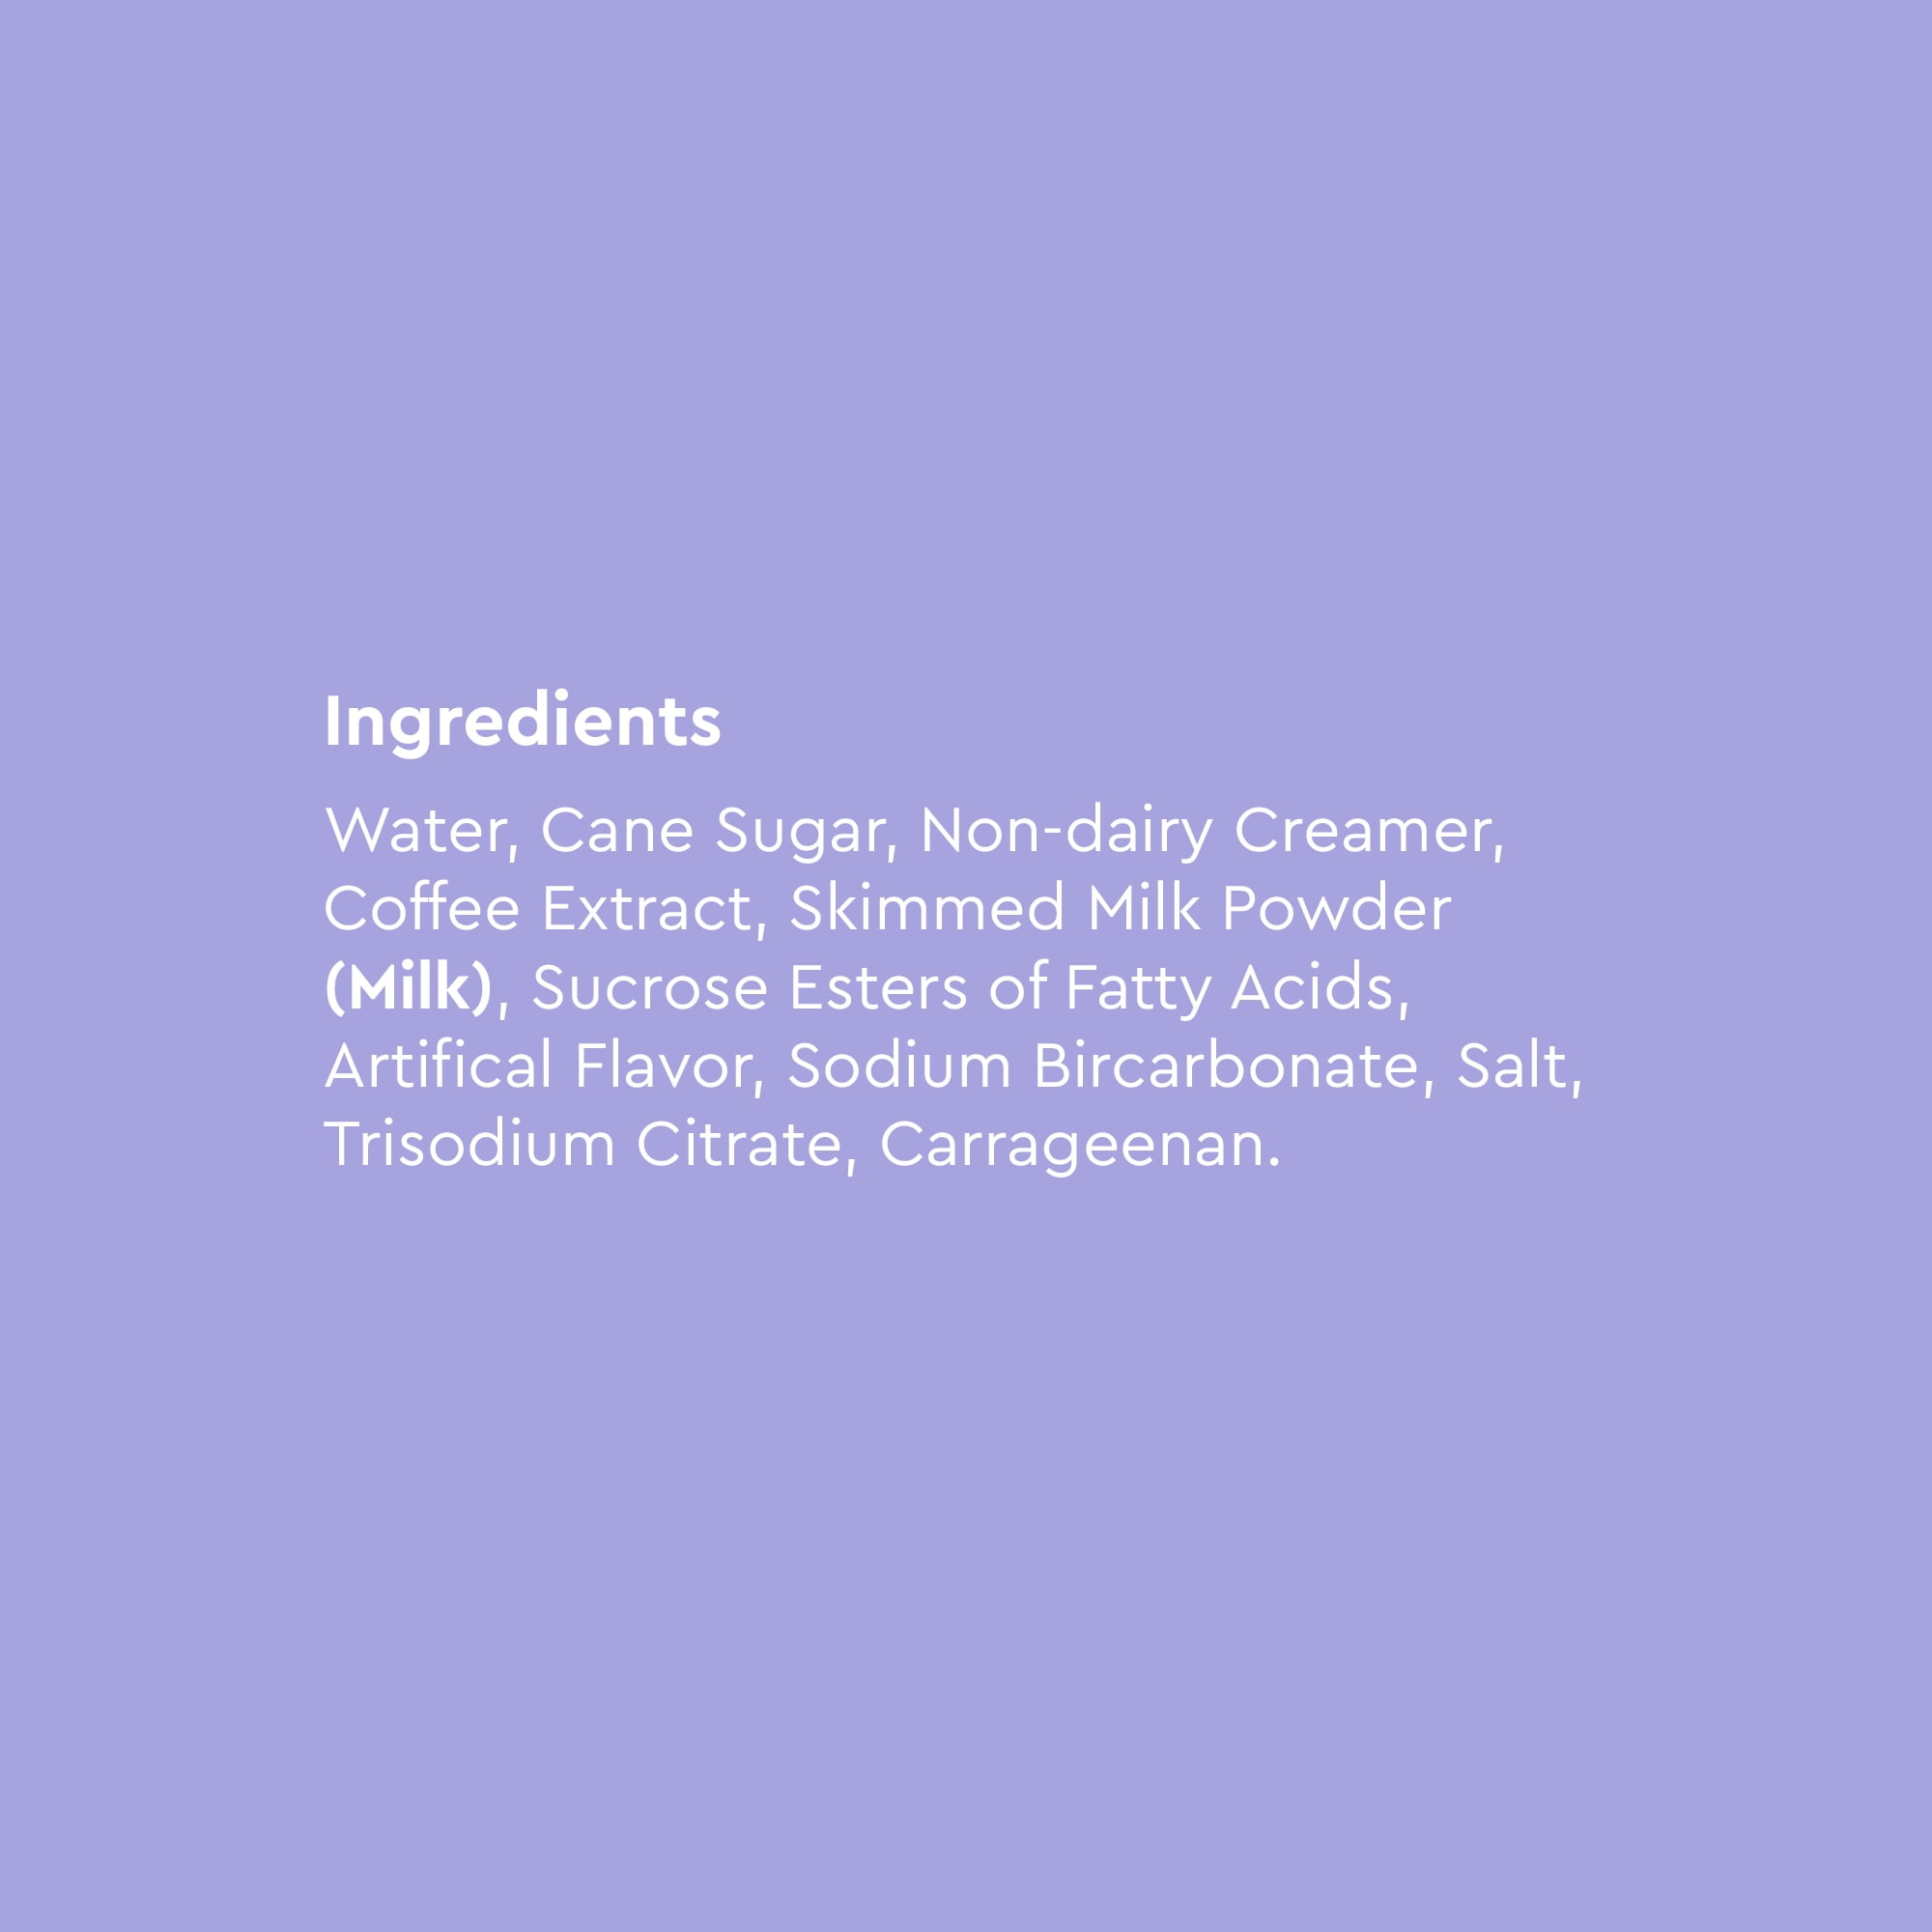 Ingredients
Water, Cane Sugar, Non-dairy Creamer,
Coffee Extract, Skimmed Milk Powder
(Milk), Sucrose Esters of Fatty Acids,
Artifical Flavor, Sodium Bircarbonate, Salt,
Trisodium Citrate, Carrageenan.